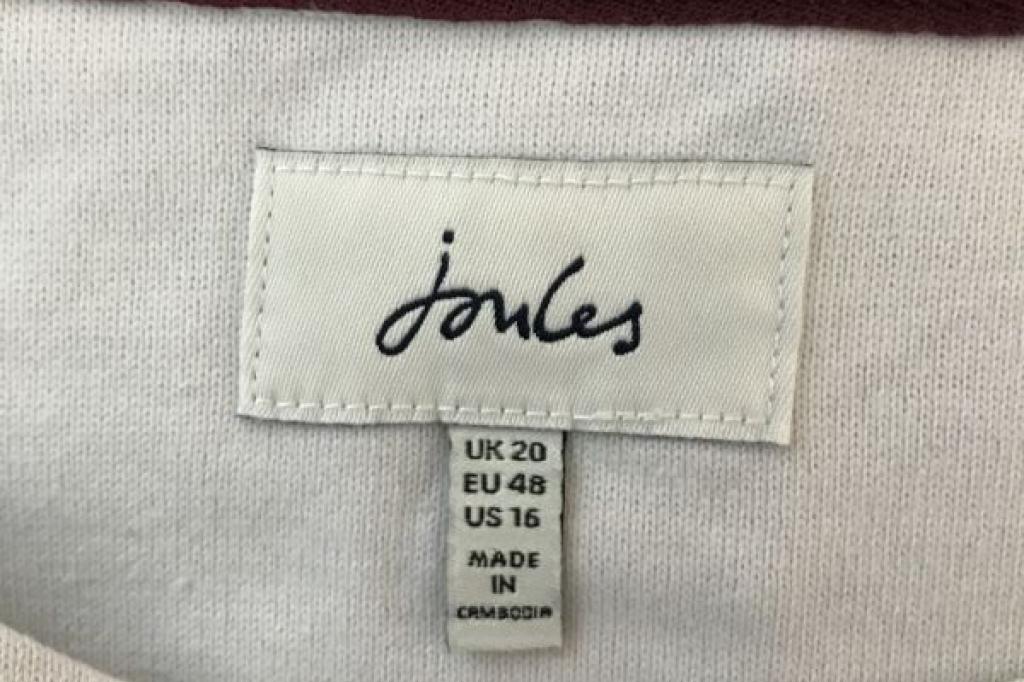 joules
UK 20
EU 48
US 16
MADE
IN
CAMBODIA